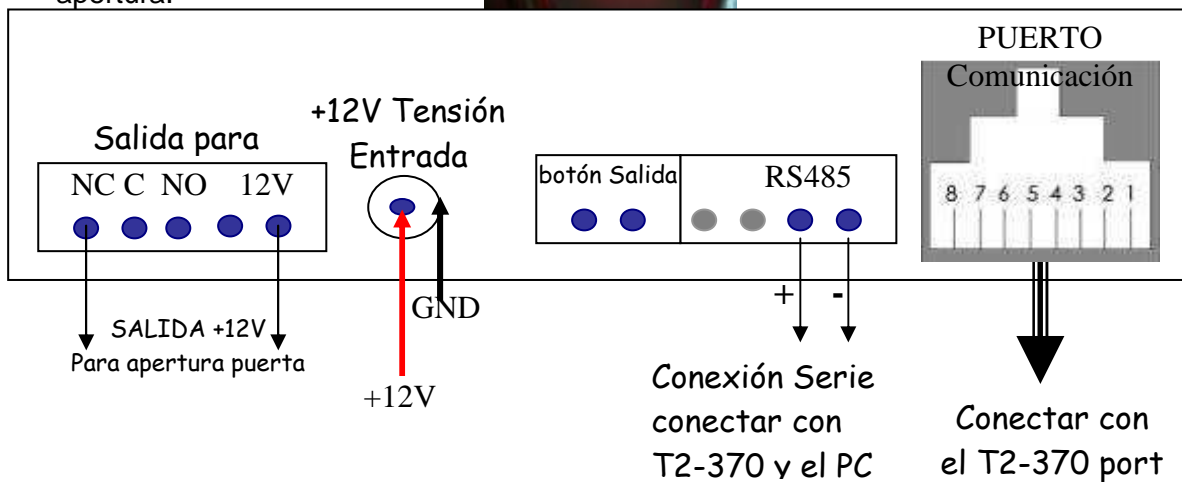 apertura.
PUERTO
Comunicación
+12V Tensión
Entrada
Salida para
NC C NO 12V
botón Salida
RS485
8 7 6 5 4 3 2 1
GND
+ -
SALIDA +12V
Para apertura puerta
+12V
Conexión Serie
conectar con
T2-370 y el PC
Conectar con
el T2-370 port